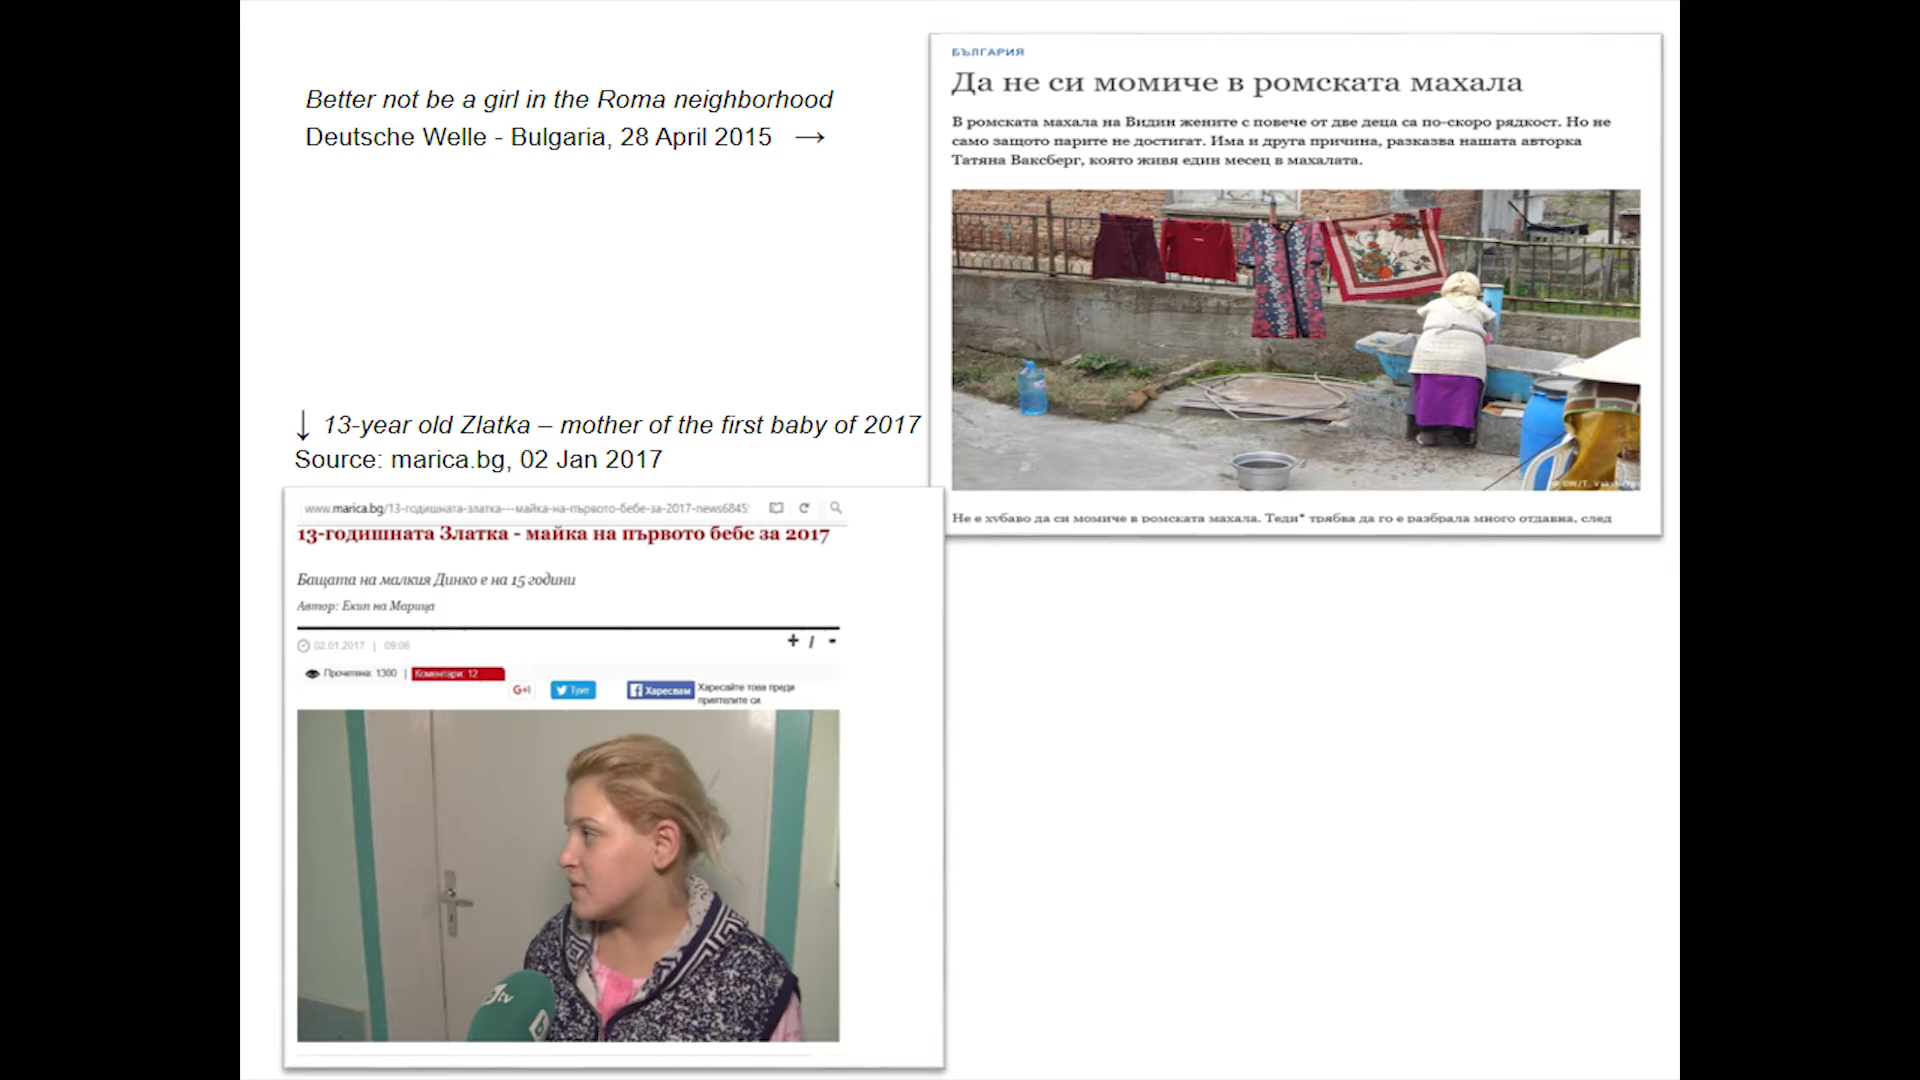 Better not be a girl in the Roma neighborhood
Deutsche Welle - Bulgaria, 28 April 2015 →
БЪЛГАРИЯ
Да не си момиче в ромската махала
В ромската махала на Видин жените с повече от две деца са по-скоро рядкост. Но не
само защото парите не достигат. Има и друга причина, разказва нашата авторка
Татяна Ваксберг, която живя един месец в махалата.
Не е хубаво да си момиче в ромската махала. Теди* трябва да го е разбрала много отдавна, след
↓ 13-year old Zlatka – mother of the first baby of 2017
Source: marica.bg, 02 Jan 2017
www.marica.bg/13-годишната-златка---майка-на-първото-бебе-за-2017-news6845:
13-годишната Златка - майка на първото бебе за 2017
Бащата на малкия Динко е на 15 години
Автор: Екип на Марица
02.01.2017 | 09:06
+ / -
Прочетена: 1300 | Коментари: 12
G+1
Туит
Харесвам
Харесайте това преди
приятелите си.
tv
b